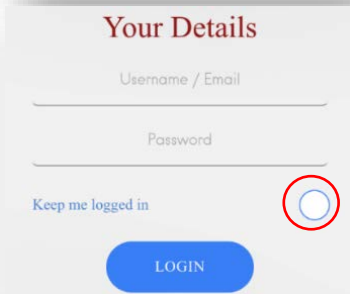 Your Details
Username / Email
Password
Keep me logged in
LOGIN